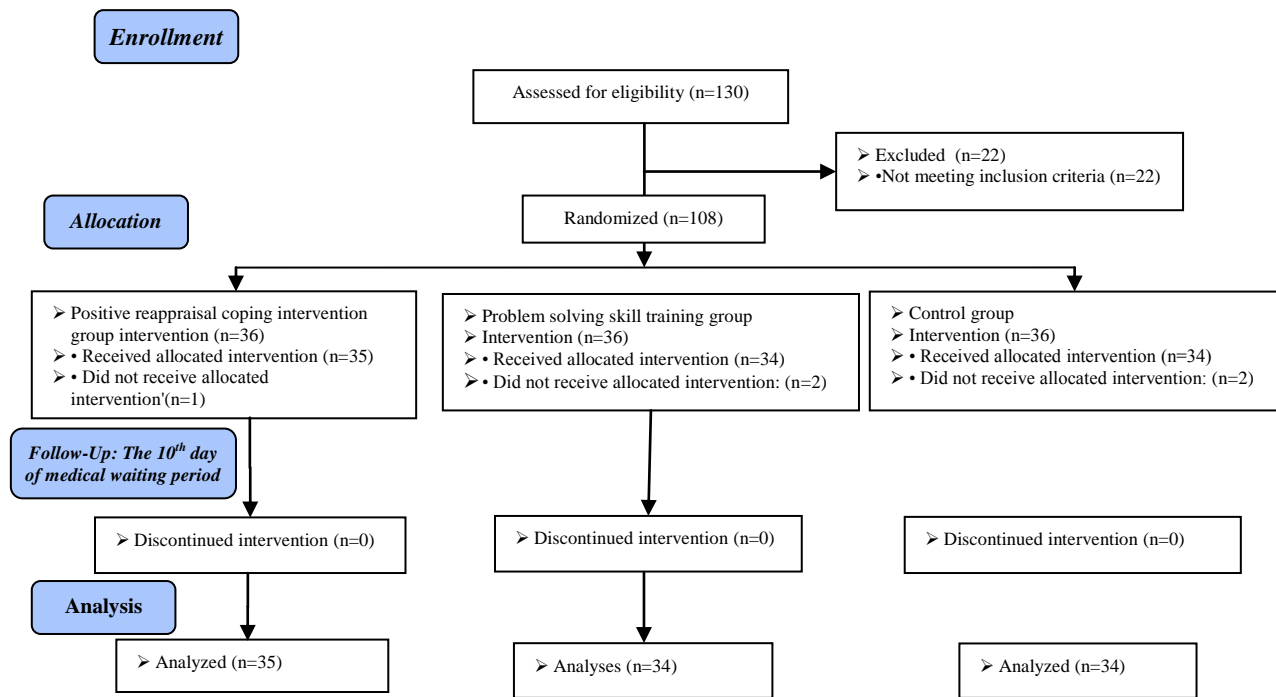 Enrollment
Assessed for eligibility (n=130)
➢ Excluded (n=22)
➢ •Not meeting inclusion criteria (n=22)
Allocation
Randomized (n=108)
➢ Positive reappraisal coping intervention
group intervention (n=36)
➢ • Received allocated intervention (n=35)
➢ • Did not receive allocated
intervention'(n=1)
➢ Problem solving skill training group
➢ Intervention (n=36)
➢ • Received allocated intervention (n=34)
➢ • Did not receive allocated intervention: (n=2)
➢ Control group
➢ Intervention (n=36)
➢ • Received allocated intervention (n=34)
➢ • Did not receive allocated intervention: (n=2)
Follow-Up: The 10th day
of medical waiting period
➢ Discontinued intervention (n=0)
➢ Discontinued intervention (n=0)
➢ Discontinued intervention (n=0)
Analysis
➢ Analyzed (n=35)
➢ Analyses (n=34)
➢ Analyzed (n=34)